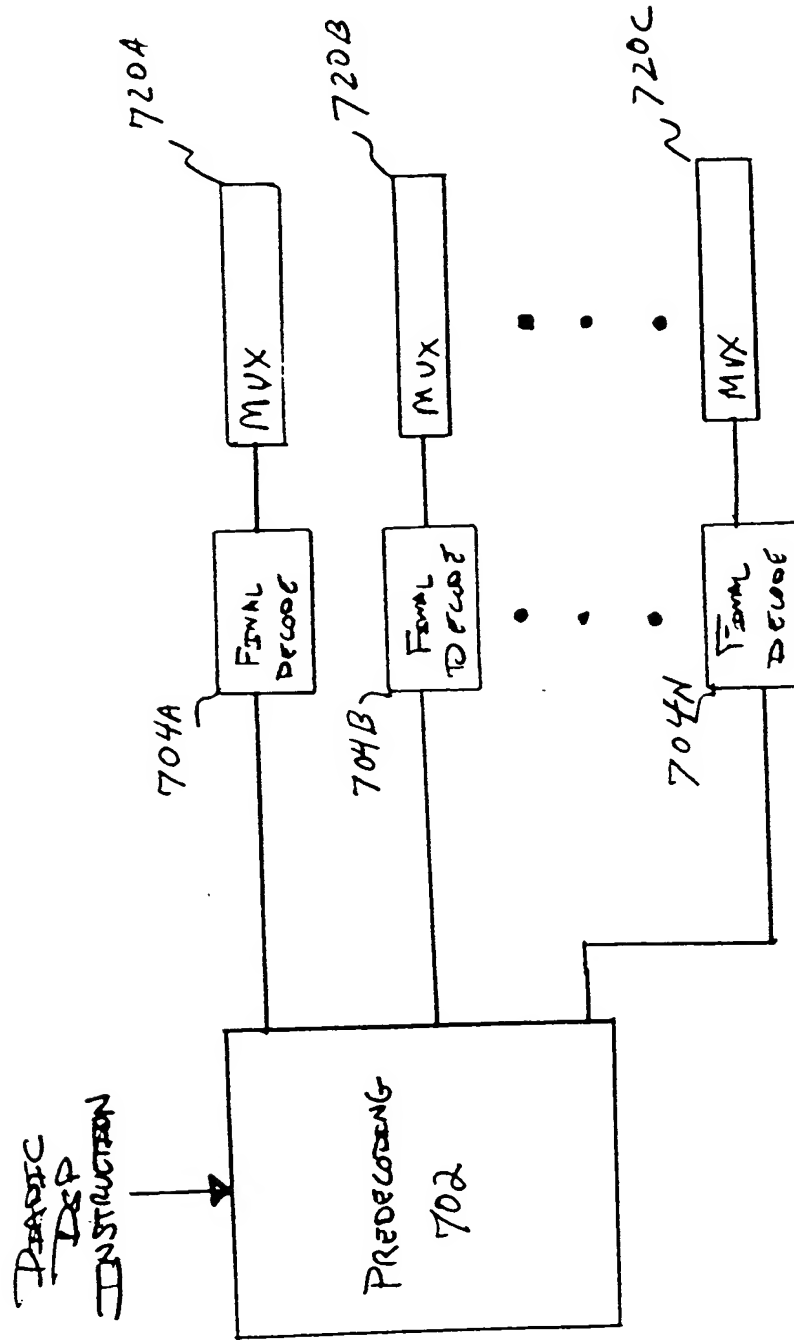 DIADIC
DSP
INSTRUCTION
PREDECODING
702
704A
FINAL
DECODE
MUX
720A
704B
FINAL
DECODE
MUX
720B
704N
FINAL
DECODE
MUX
720C